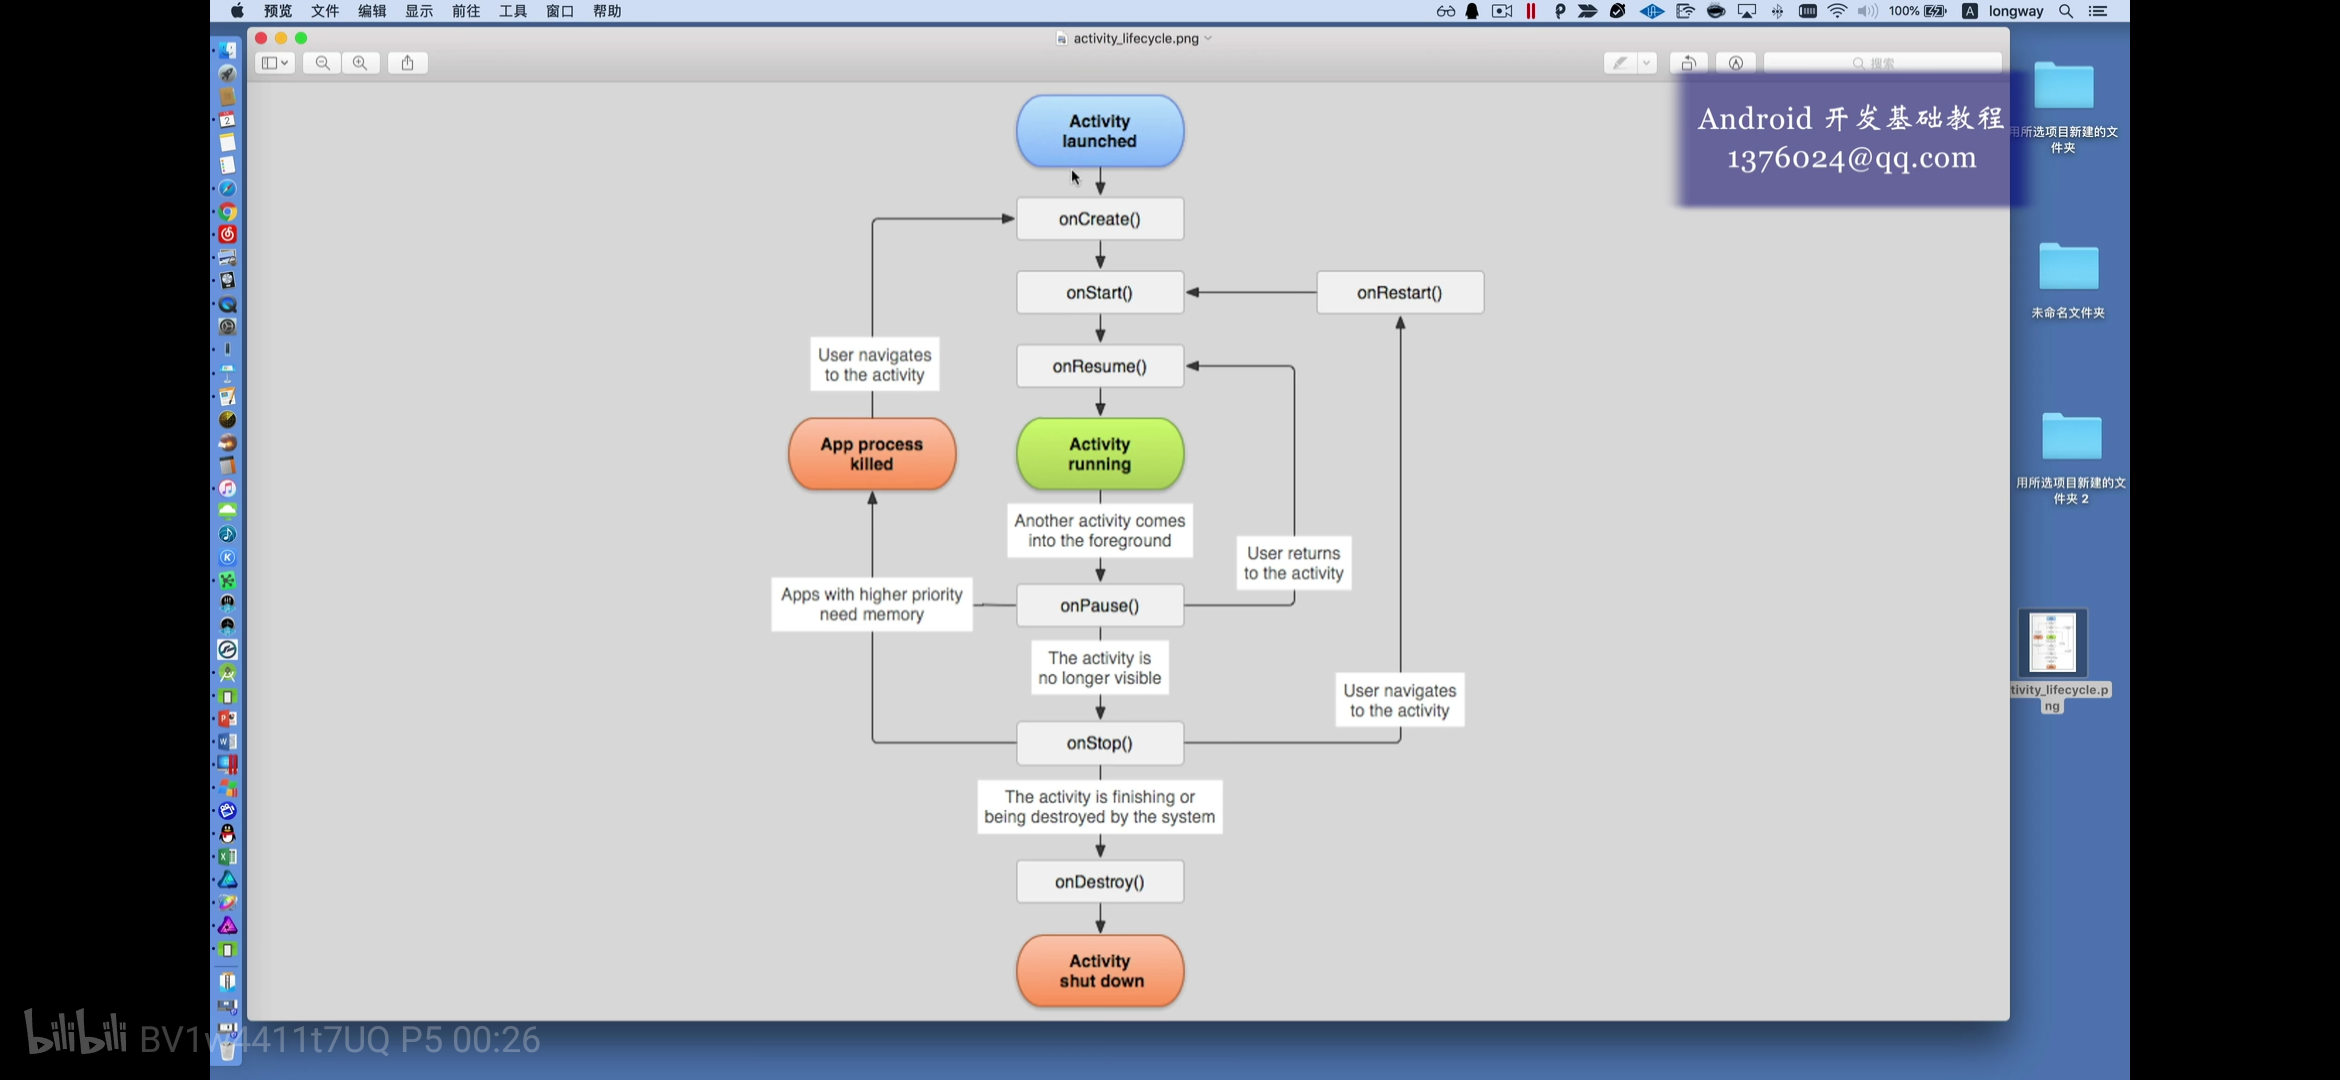 预览 文件 编辑 显示 前往 工具 窗口 帮助
100%
A
longway
activity_lifecycle.png
搜索
Android 开发基础教程
1376024@qq.com
Activity
launched
onCreate()
onStart()
onRestart()
onResume()
User navigates
to the activity
App process
killed
Activity
running
Another activity comes
into the foreground
User returns
to the activity
Apps with higher priority
need memory
onPause()
The activity is
no longer visible
User navigates
to the activity
onStop()
The activity is finishing or
being destroyed by the system
onDestroy()
Activity
shut down
用所选项目新建的文
件夹
未命名文件夹
用所选项目新建的文
件夹 2
tivity_lifecycle.p
ng
bilibili BV1w4411t7UQ P5 00:26